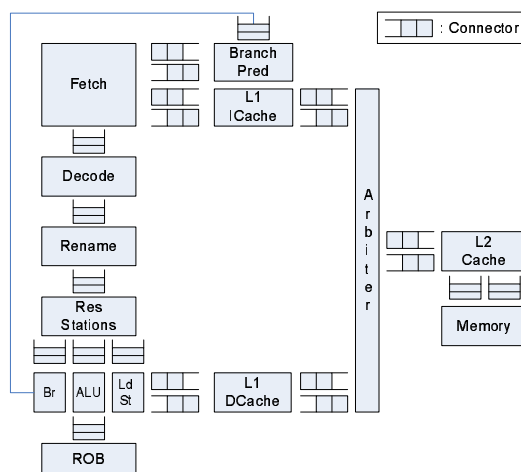 : Connector
Fetch
Branch
Pred
L1
ICache
Decode
Arbiter
Rename
L2
Cache
Res
Stations
Memory
Br
ALU
Ld
St
L1
DCache
ROB